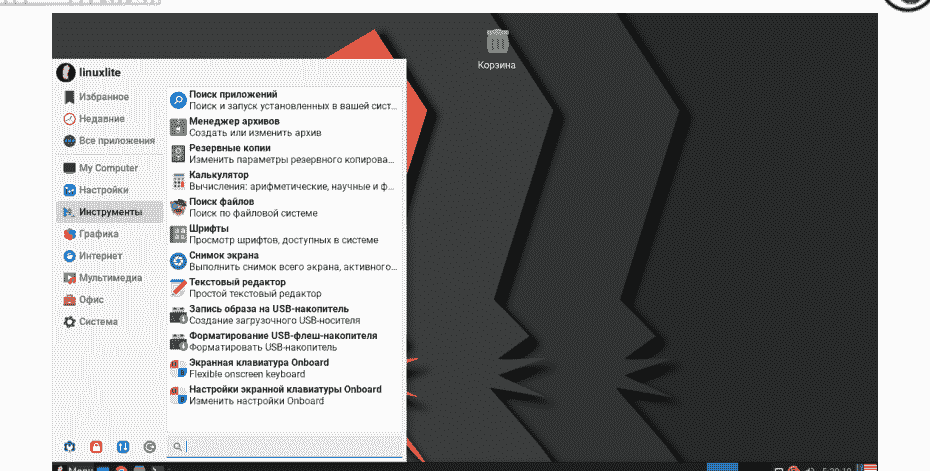 Корзина
linuxlite
Избранное
Недавние
Все приложения
My Computer
Настройки
Инструменты
Графика
Интернет
Мультимедиа
Офис
Система
Поиск приложений
Поиск и запуск установленных в вашей сист...
Менеджер архивов
Создать или изменить архив
Резервные копии
Изменить параметры резервного копирова...
Калькулятор
Вычисления: арифметические, научные и ф...
Поиск файлов
Поиск по файловой системе
Шрифты
Просмотр шрифтов, доступных в системе
Снимок экрана
Выполнить снимок всего экрана, активного...
Текстовый редактор
Простой текстовый редактор
Запись образа на USB-накопитель
Создание загрузочного USB-носителя
Форматирование USB-флеш-накопителя
Форматировать USB-накопитель
Экранная клавиатура Onboard
Flexible onscreen keyboard
Настройки экранной клавиатуры Onboard
Изменить настройки Onboard
Menu